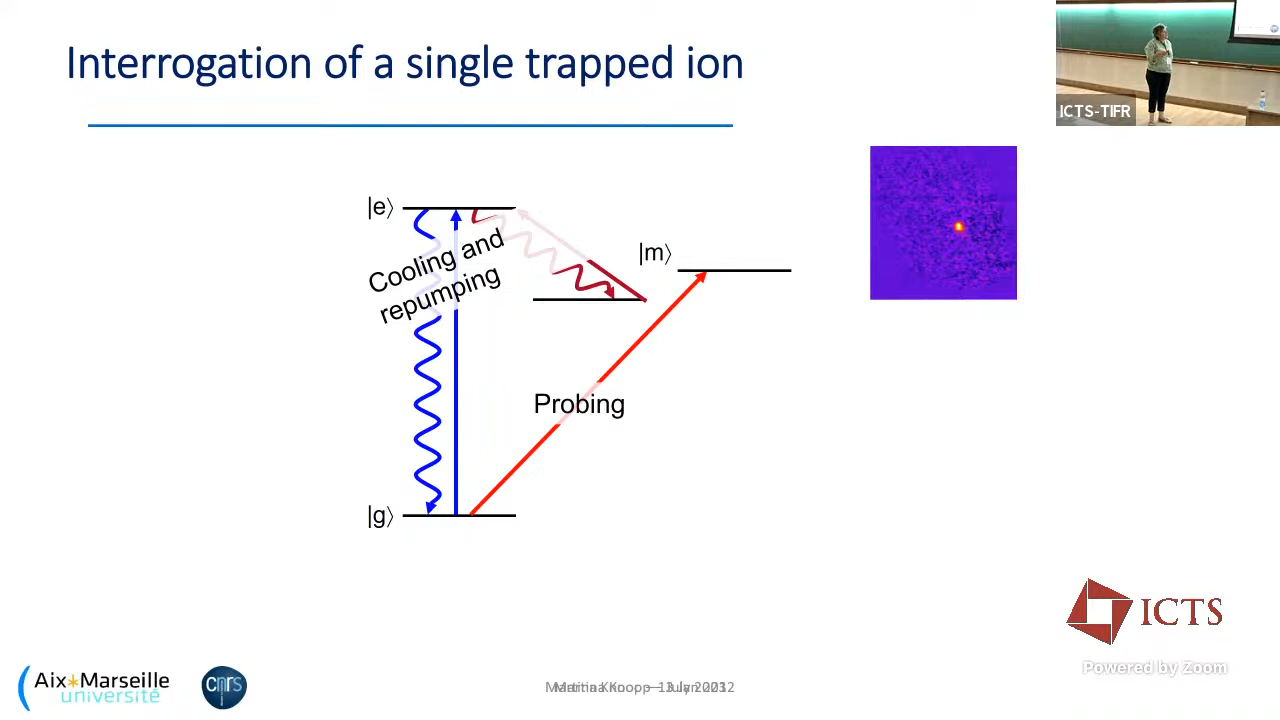 Interrogation of a single trapped ion
ICTS-TIFR
|e⟩
Cooling and
repumping
|m⟩
Probing
|g⟩
ICTS
Powered by Zoom
Aix*Marseille
université
cnrs